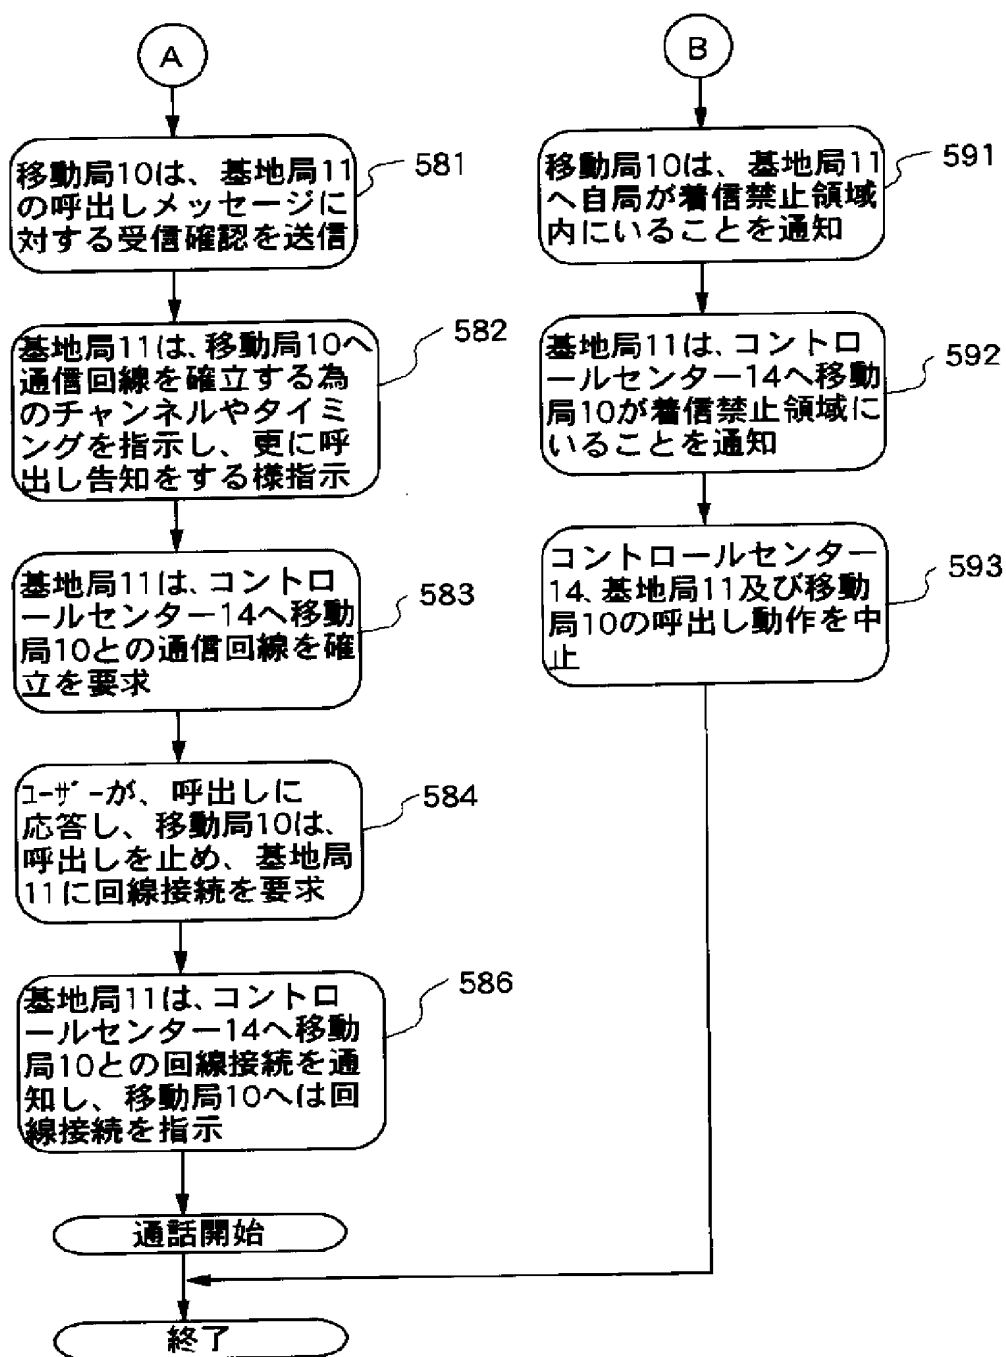 A
移動局10は、基地局11
の呼出しメッセージに
対する受信確認を送信
581
基地局11は、移動局10へ
通信回線を確立する為
のチャンネルやタイミ
ングを指示し、更に呼
出し告知をする様指示
582
基地局11は、コントロ
ールセンター14へ移動
局10との通信回線を確
立を要求
583
ﾕｰｻﾞｰが、呼出しに
応答し、移動局10は、
呼出しを止め、基地局
11に回線接続を要求
584
基地局11は、コントロ
ールセンター14へ移動
局10との回線接続を通
知し、移動局10へは回
線接続を指示
586
通話開始
終了
B
移動局10は、基地局11
へ自局が着信禁止領域
内にいることを通知
591
基地局11は、コントロ
ールセンター14へ移動
局10が着信禁止領域に
いることを通知
592
コントロールセンター
14、基地局11及び移動
局10の呼出し動作を中
止
593